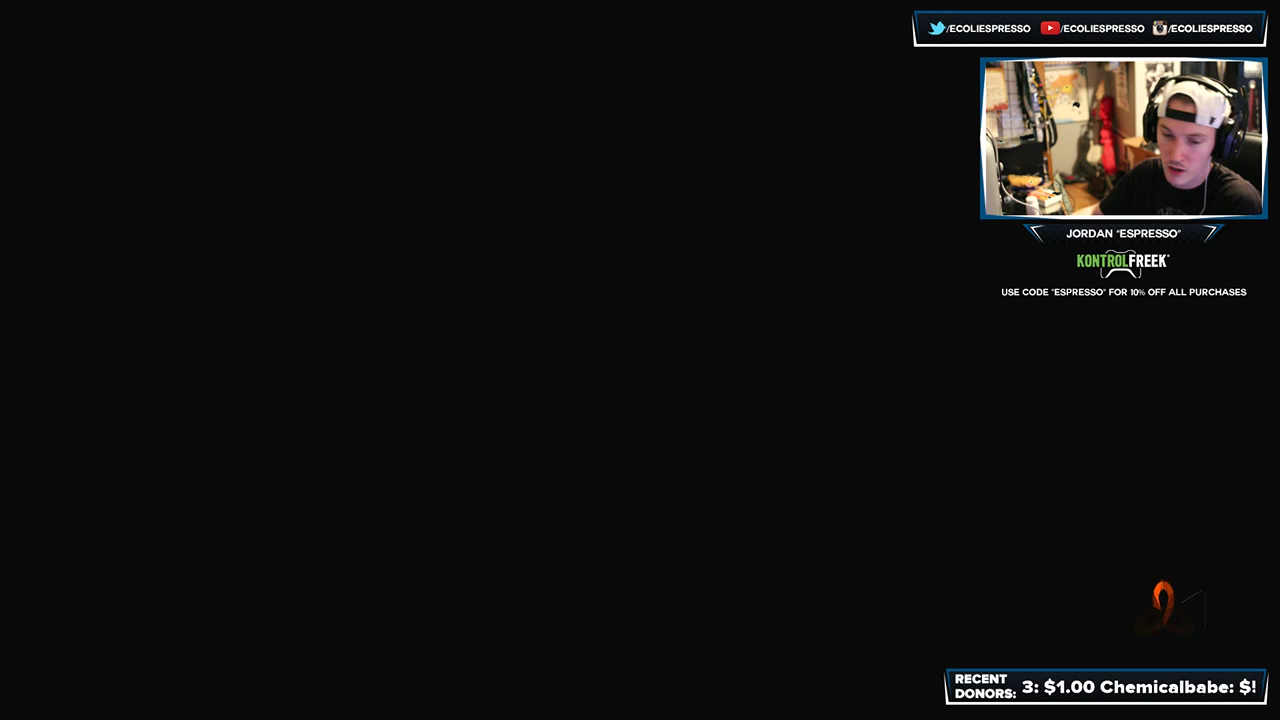 /ECOLIESPRESSO /ECOLIESPRESSO /ECOLIESPRESSO
JORDAN "ESPRESSO"
KONTROLFREEK®
USE CODE "ESPRESSO" FOR 10% OFF ALL PURCHASES
RECENT
DONORS:
3: $1.00 Chemicalbabe: $!